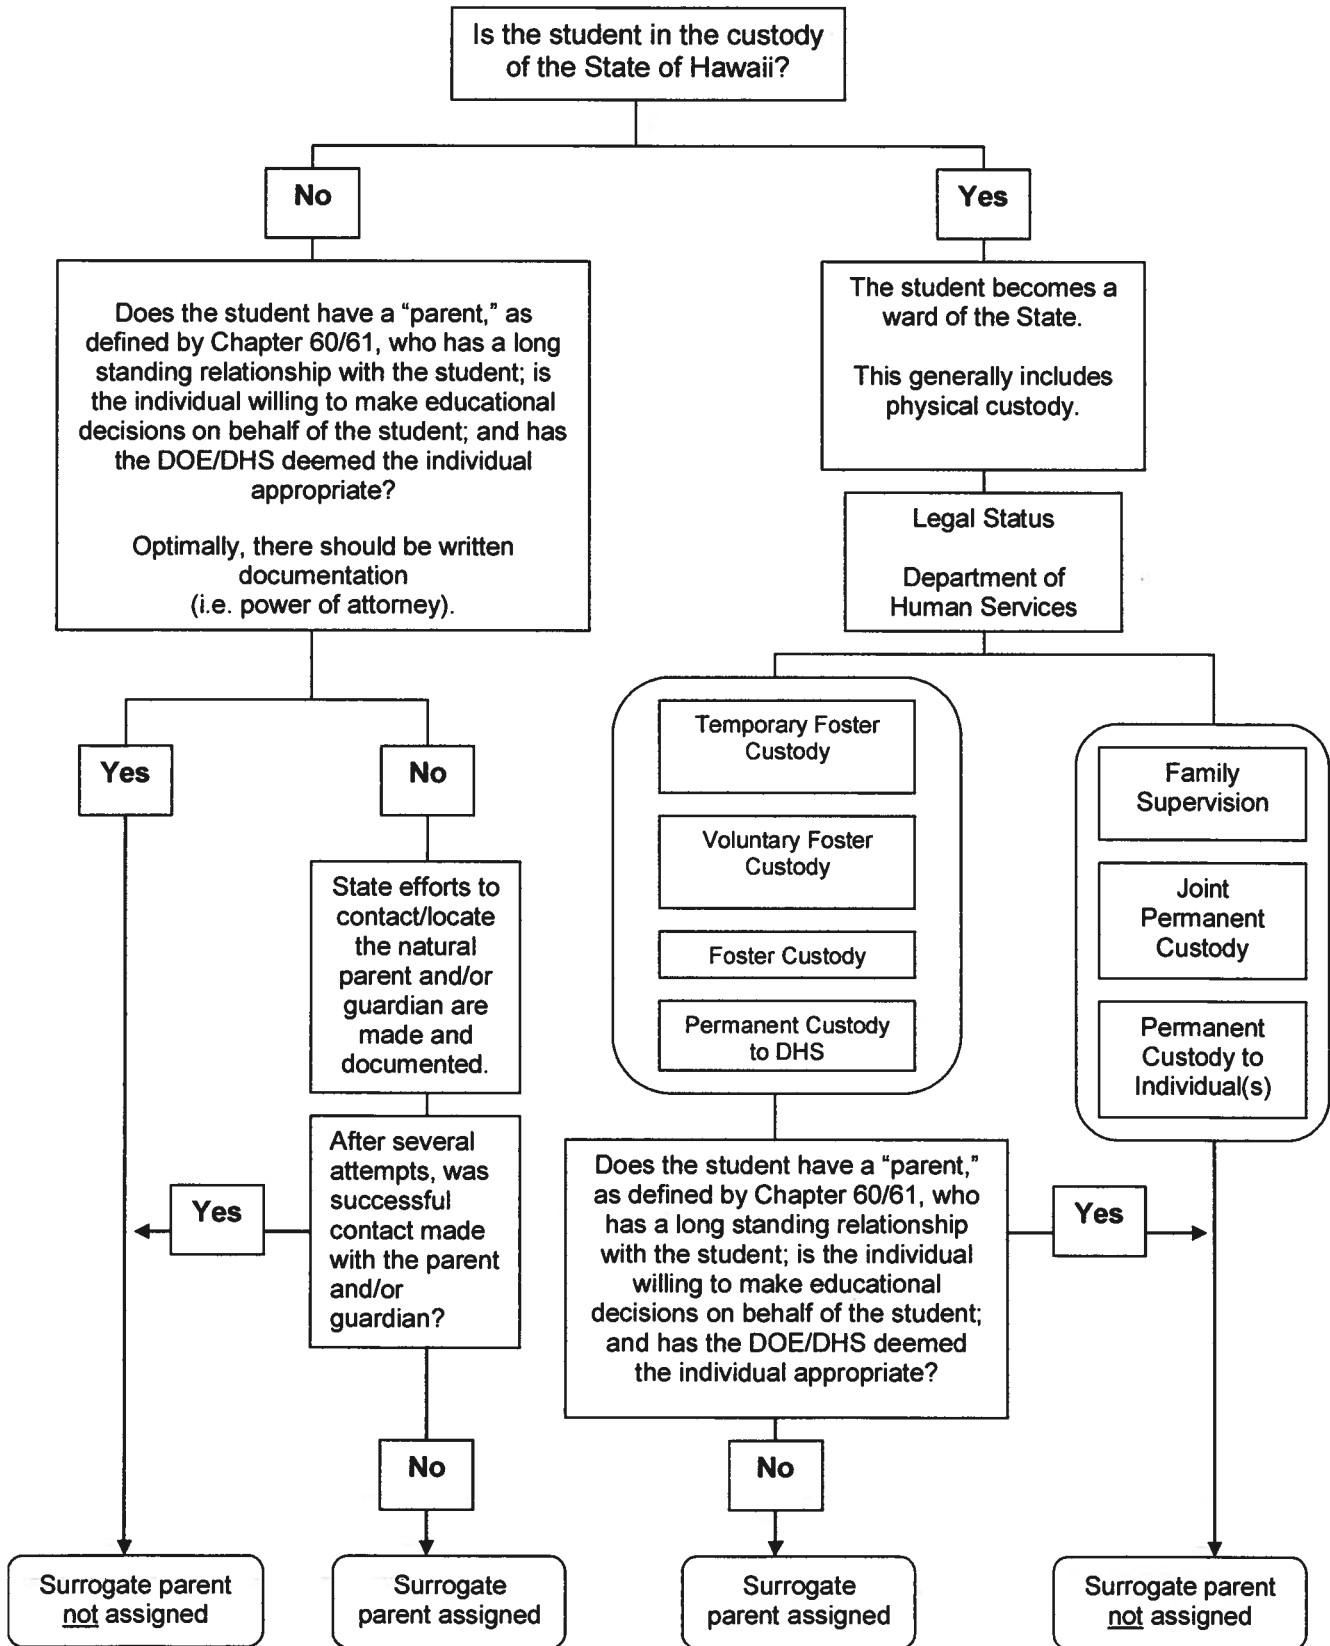 Is the student in the custody
of the State of Hawaii?
No
Yes
Does the student have a “parent,” as
defined by Chapter 60/61, who has a long
standing relationship with the student; is
the individual willing to make educational
decisions on behalf of the student; and has
the DOE/DHS deemed the individual
appropriate?
Optimally, there should be written
documentation
(i.e. power of attorney).
The student becomes a
ward of the State.
This generally includes
physical custody.
Legal Status
Department of
Human Services
Yes
No
State efforts to
contact/locate
the natural
parent and/or
guardian are
made and
documented.
After several
attempts, was
successful
contact made
with the parent
and/or
guardian?
Yes
No
Temporary Foster
Custody
Voluntary Foster
Custody
Foster Custody
Permanent Custody
to DHS
Family
Supervision
Joint
Permanent
Custody
Permanent
Custody to
Individual(s)
Does the student have a “parent,”
as defined by Chapter 60/61, who
has a long standing relationship
with the student; is the individual
willing to make educational
decisions on behalf of the student;
and has the DOE/DHS deemed
the individual appropriate?
Yes
No
Surrogate parent
not assigned
Surrogate
parent assigned
Surrogate
parent assigned
Surrogate parent
not assigned